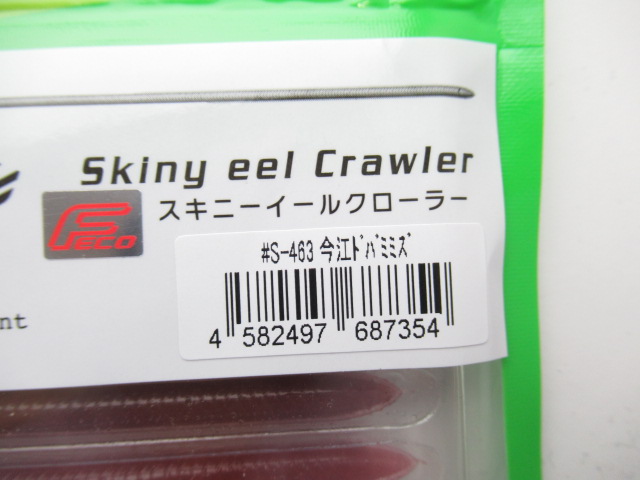 Skiny eel Crawler
スキニーイールクローラー
FECO
#S-463 今江ﾄﾞﾊﾞﾐﾐｽﾞ
4 582497 687354
nt